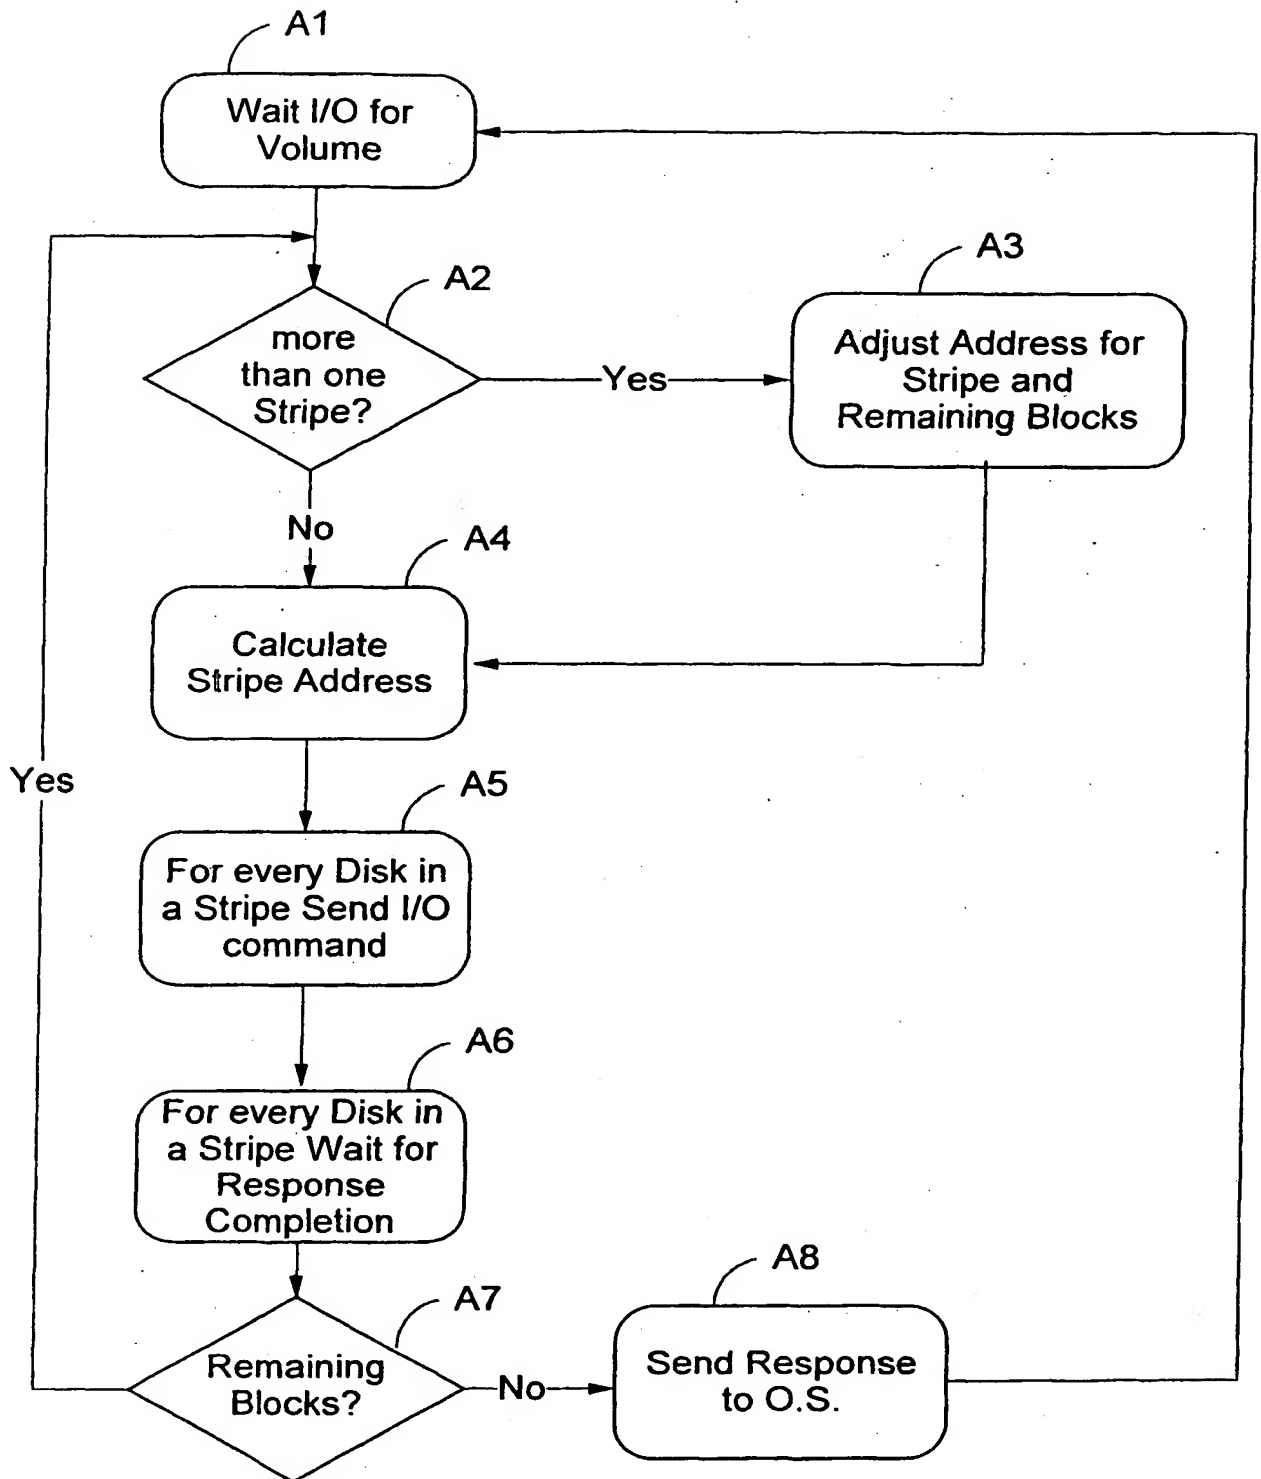 A1
Wait I/O for
Volume
A2
more
than one
Stripe?
Yes
A3
Adjust Address for
Stripe and
Remaining Blocks
No
A4
Calculate
Stripe Address
Yes
A5
For every Disk in
a Stripe Send I/O
command
A6
For every Disk in
a Stripe Wait for
Response
Completion
A7
Remaining
Blocks?
No
A8
Send Response
to O.S.